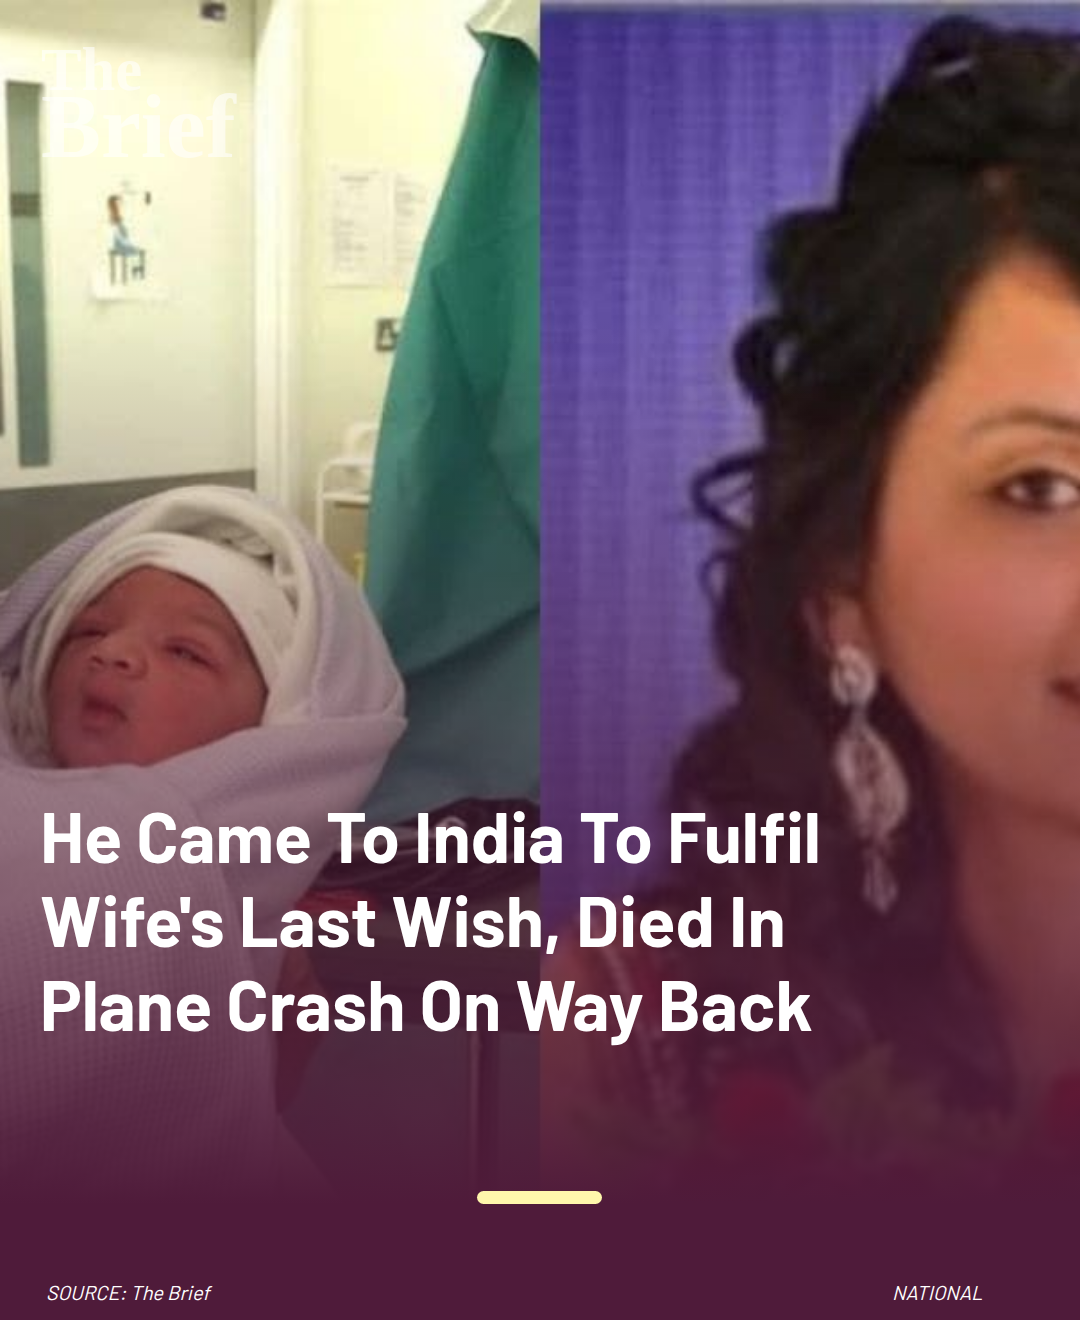 The
Brief
He Came To India To Fulfil
Wife's Last Wish, Died In
Plane Crash On Way Back
SOURCE: The Brief
NATIONAL